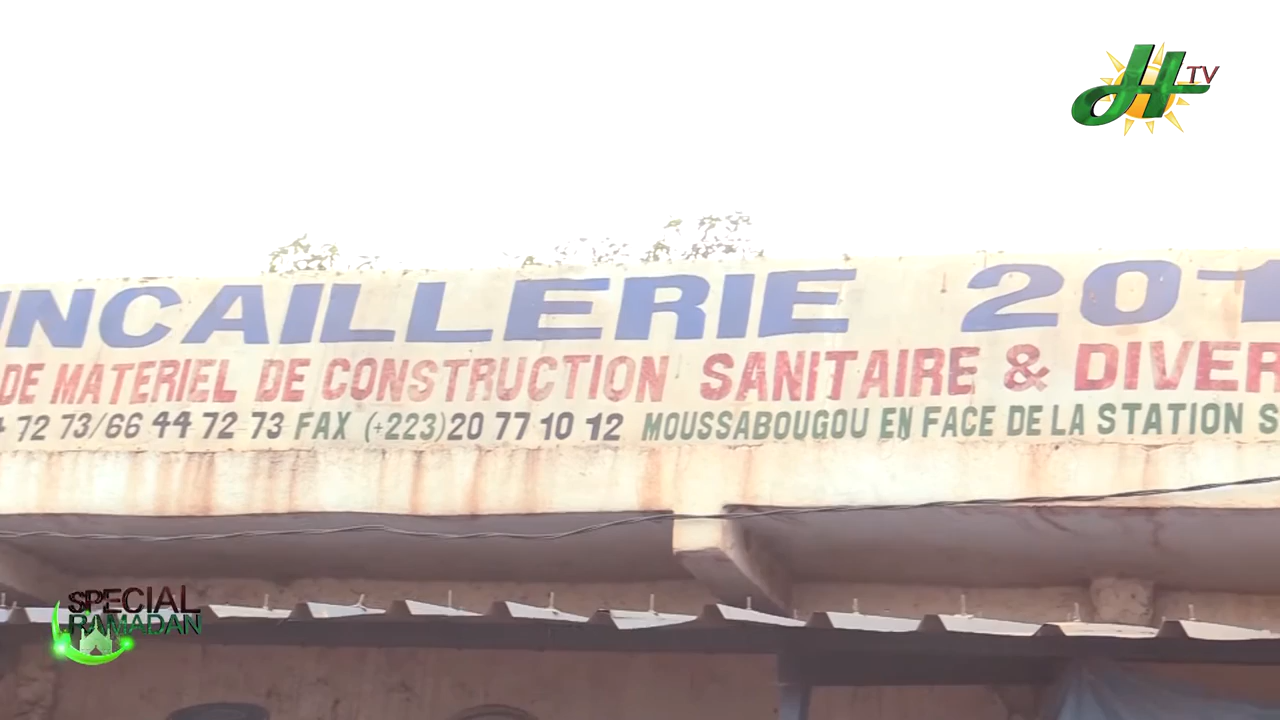 TV
INCAILLERIE 201
DE MATERIEL DE CONSTRUCTION SANITAIRE & DIVER
72 73/66 44 72 73 FAX (+223)20 77 10 12 MOUSSABOUGOU EN FACE DE LA STATION S
SPECIAL
RAMADAN